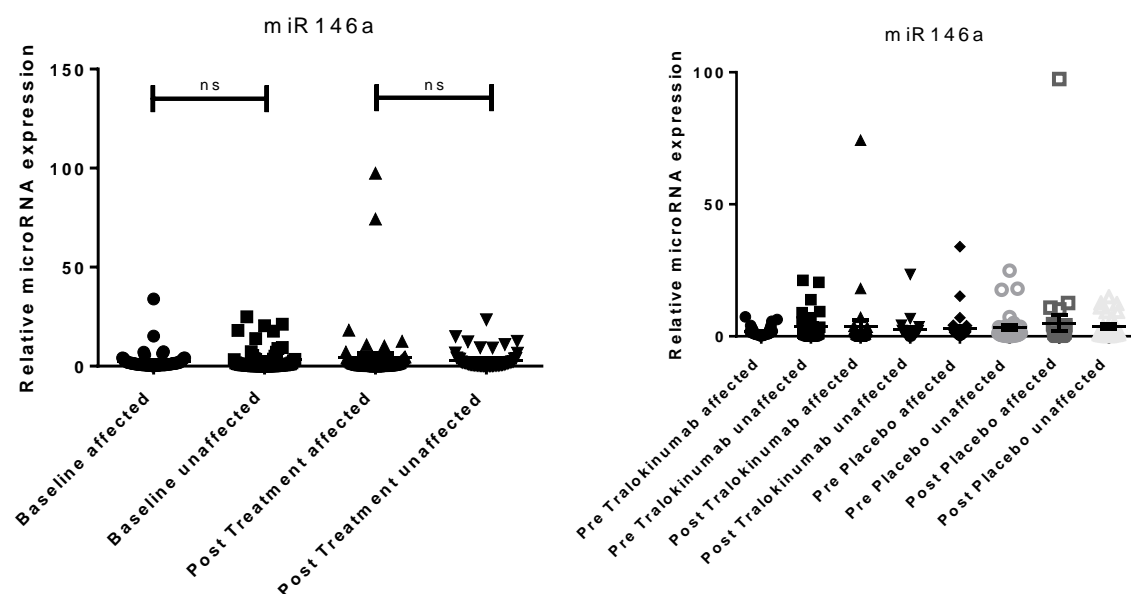 miR146a
Relative microRNA expression
150
100
50
0
ns
ns
Baseline affected
Baseline unaffected
Post Treatment affected
Post Treatment unaffected
miR146a
Relative microRNA expression
100
50
0
Pre Tralokinumab affected
Pre Tralokinumab unaffected
Post Tralokinumab affected
Post Tralokinumab unaffected
Pre Placebo affected
Pre Placebo unaffected
Post Placebo affected
Post Placebo unaffected